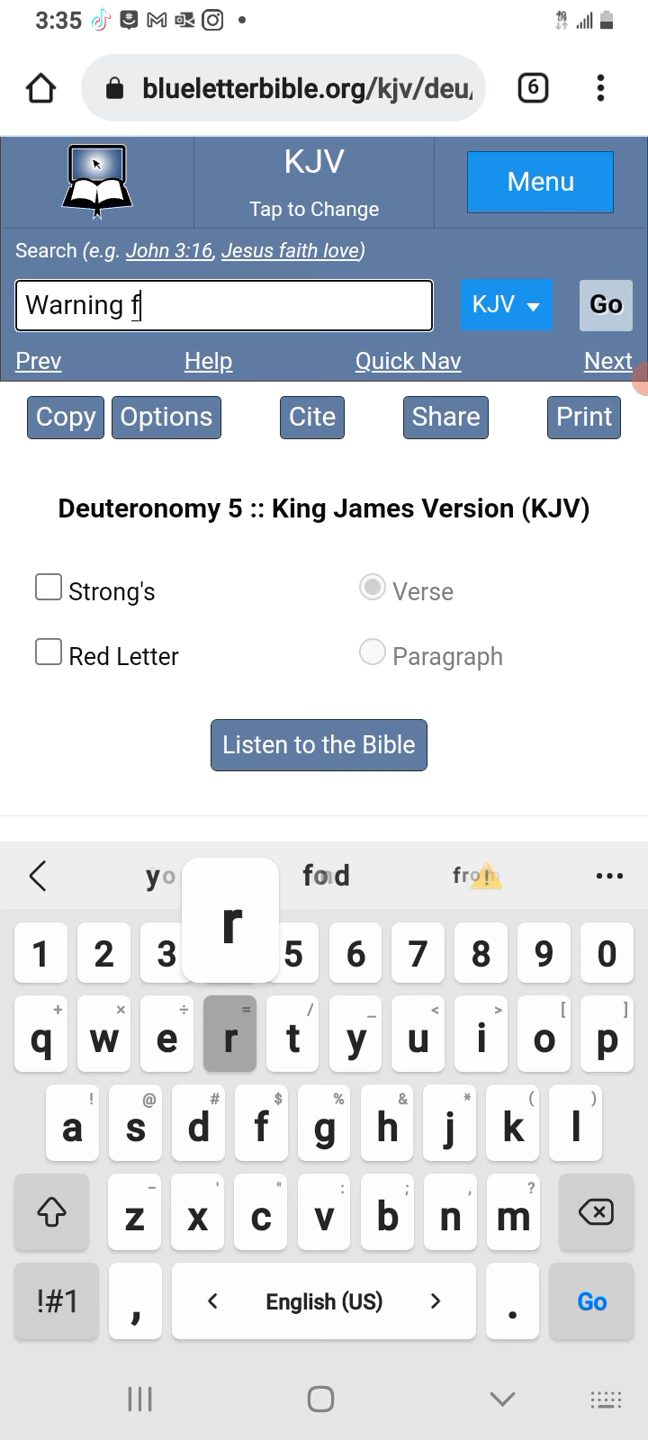 3:35
blueletterbible.org/kjv/deu
6
KJV
Tap to Change
Menu
Search (e.g. John 3:16, Jesus faith love)
Warning f
KJV
Go
Prev Help Quick Nav Next
Copy Options Cite Share Print
Deuteronomy 5 :: King James Version (KJV)
Strong's Verse
Red Letter Paragraph
Listen to the Bible
r
1 2 3 5 6 7 8 9 0
+ × ÷ = / _ < > [ ]
q w e r t y u i o p
! @ # $ % & * ( )
a s d f g h j k l
- ' " : ; , ?
z x c v b n m
!#1 , < English (US) > . Go